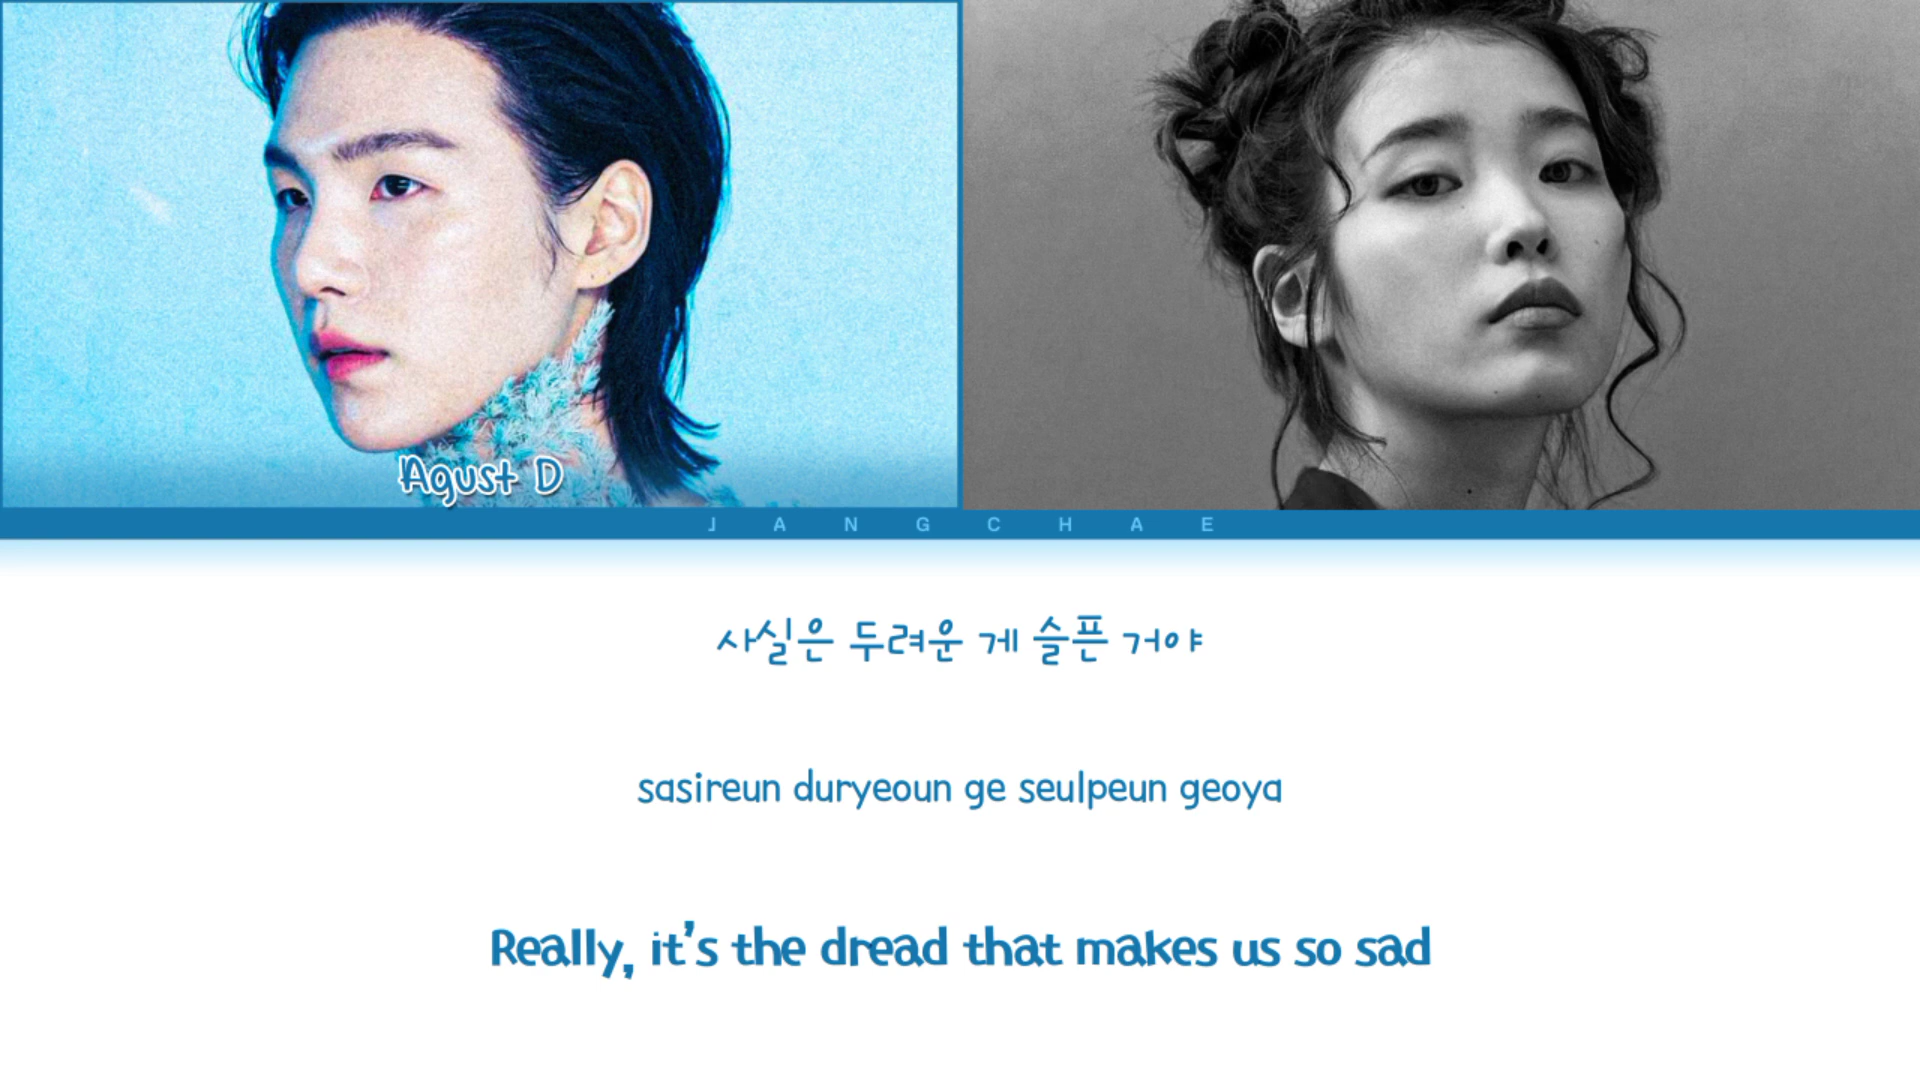 Agust D
JANGCHAE
사실은 두려운 게 슬픈 거야
sasireun duryeoun ge seulpeun geoya
Really, it's the dread that makes us so sad